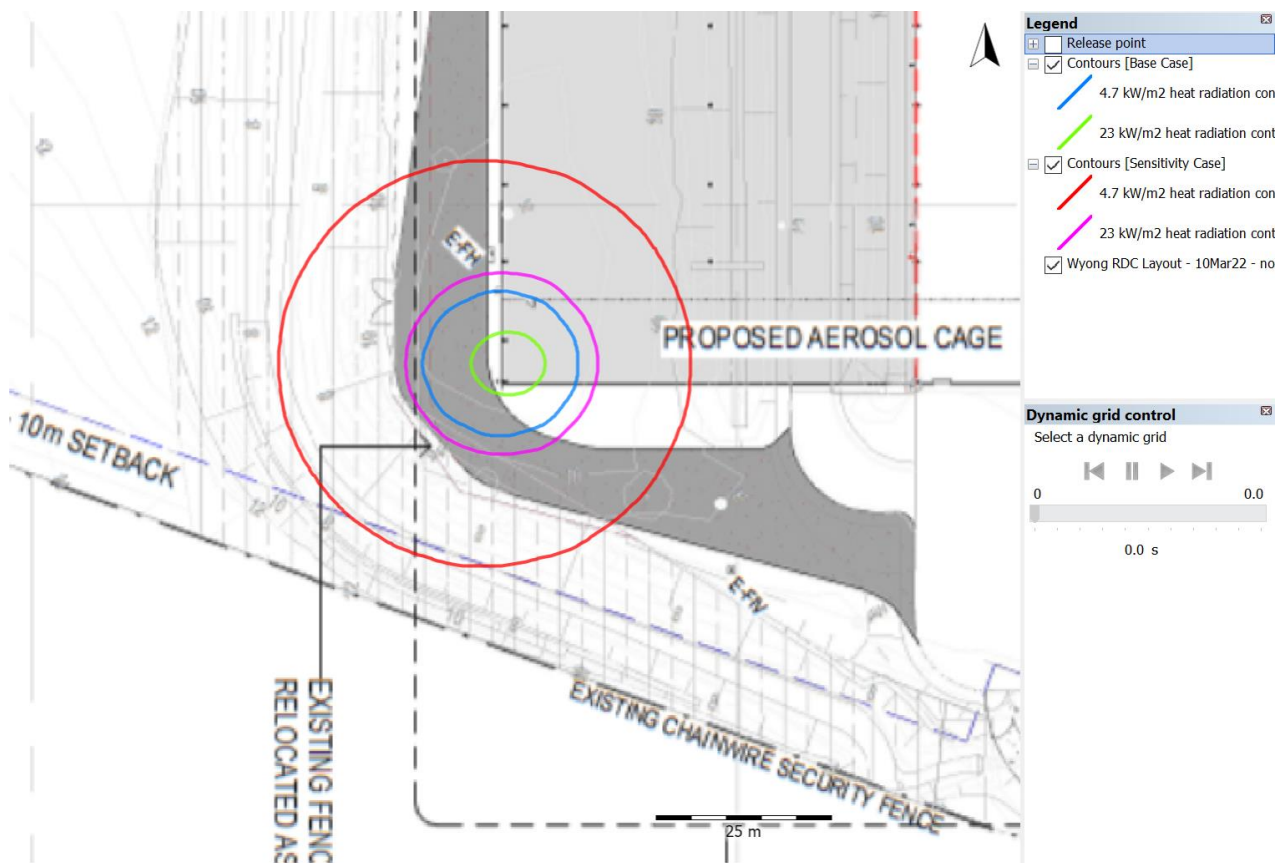 Legend
Release point
Contours [Base Case]
4.7 kW/m2 heat radiation con
23 kW/m2 heat radiation cont
Contours [Sensitivity Case]
4.7 kW/m2 heat radiation con
23 kW/m2 heat radiation cont
Wyong RDC Layout - 10Mar22 - no
E-FH
PROPOSED AEROSOL CAGE
10m SETBACK
EXISTING FENC
RELOCATED AS
EXISTING CHAINWIRE SECURITY FENCE
25 m
Dynamic grid control
Select a dynamic grid
0 0.0
0.0 s